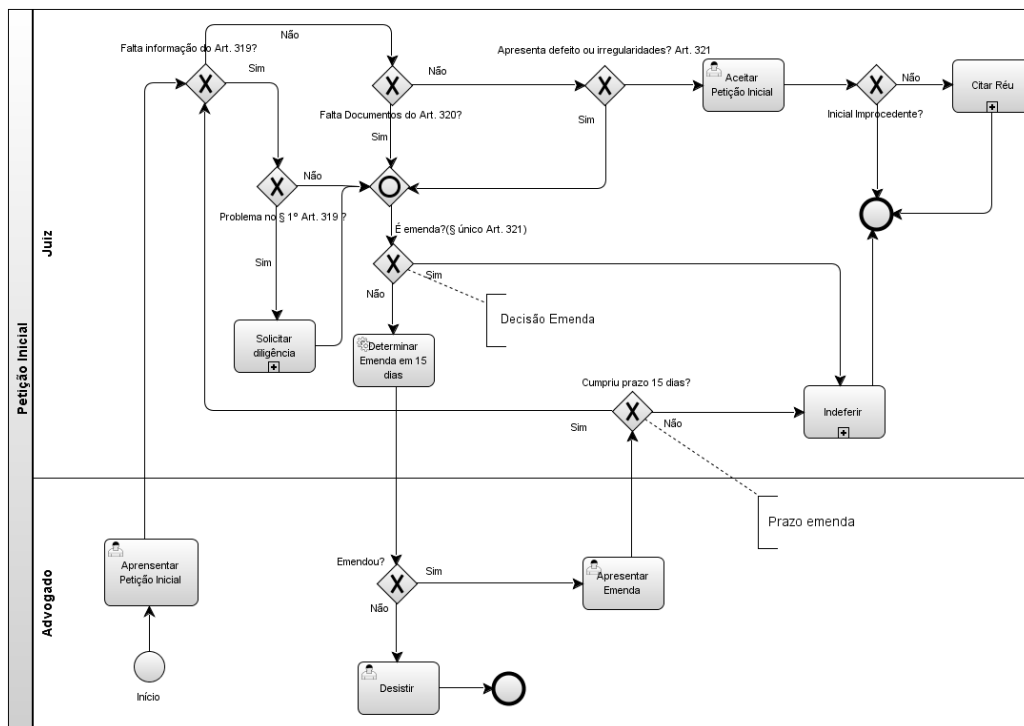 Petição Inicial
Juiz
Falta informação do Art. 319?
Não
Sim
Não
Falta Documentos do Art. 320?
Sim
Apresenta defeito ou irregularidades? Art. 321
Sim
Aceitar
Petição Inicial
Não
Inicial Improcedente?
Citar Réu
Não
Problema no § 1º Art. 319 ?
Sim
Solicitar
diligência
É emenda?(§ único Art. 321)
Sim
Não
Decisão Emenda
Determinar
Emenda em 15
dias
Cumpriu prazo 15 dias?
Sim
Não
Indeferir
Prazo emenda
Advogado
Aprensentar
Petição Inicial
Início
Emendou?
Sim
Não
Apresentar
Emenda
Desistir